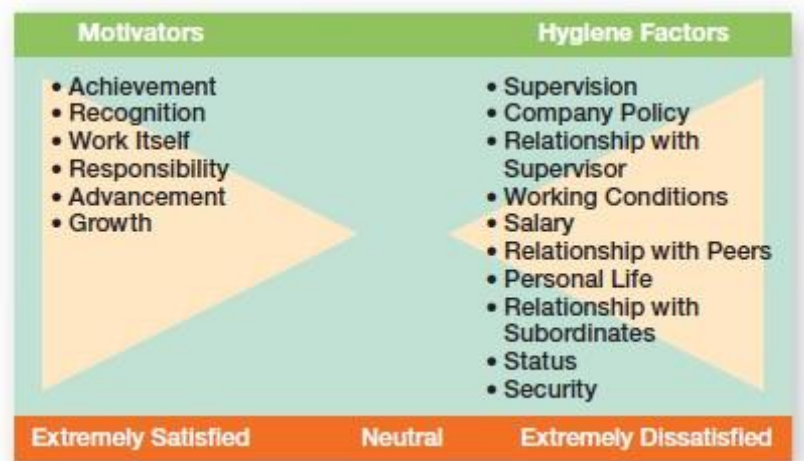 Motivators
Hygiene Factors
• Achievement
• Recognition
• Work Itself
• Responsibility
• Advancement
• Growth
• Supervision
• Company Policy
• Relationship with
Supervisor
• Working Conditions
• Salary
• Relationship with Peers
• Personal Life
• Relationship with
Subordinates
• Status
• Security
Extremely Satisfied
Neutral
Extremely Dissatisfied